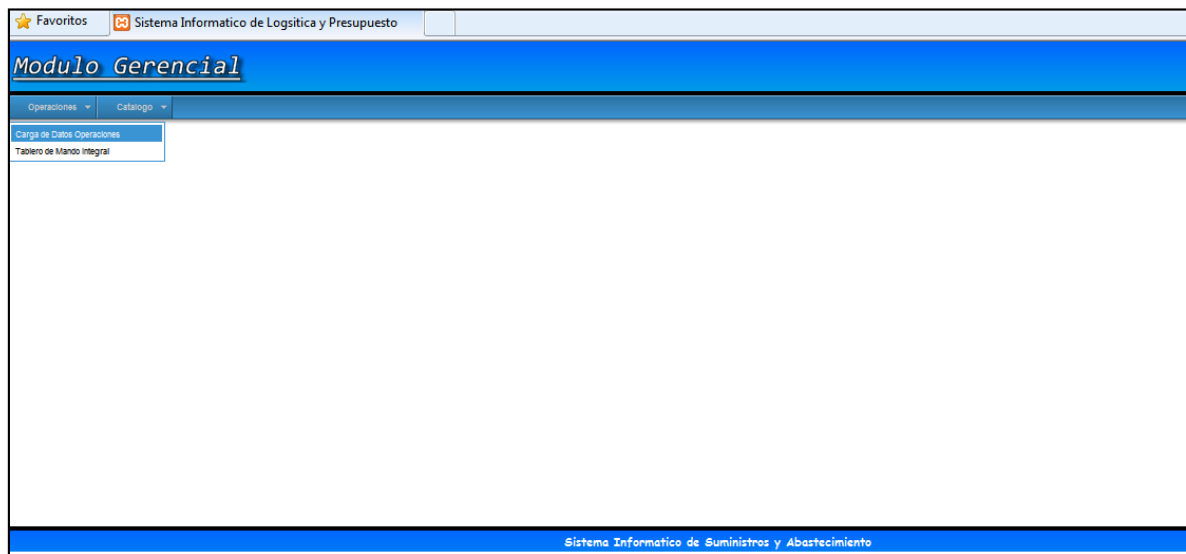 Favoritos
Sistema Informatico de Logsitica y Presupuesto
Modulo Gerencial
Operaciones Catalogo
Carga de Datos Operaciones
Tablero de Mando Integral
Sistema Informatico de Suministros y Abastecimiento